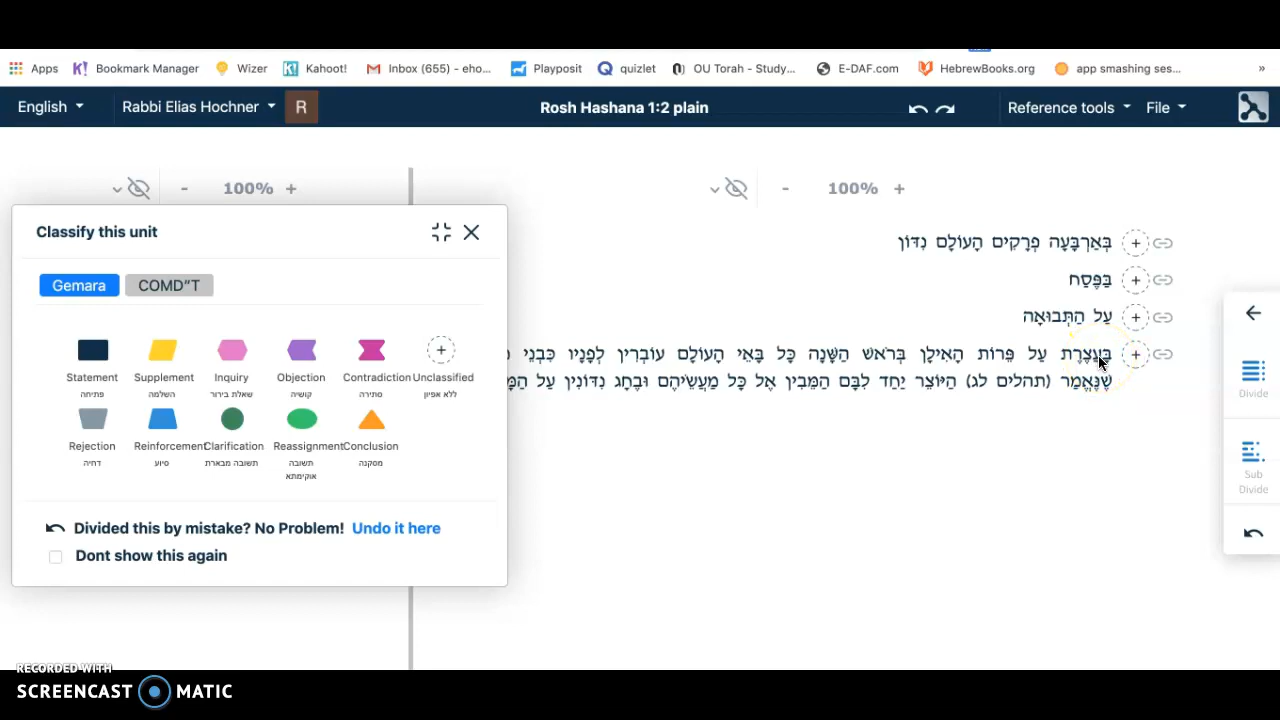 Apps Bookmark Manager Wizer Kahoot! Inbox (655) - eho... Playposit quizlet OU Torah - Study... E-DAF.com HebrewBooks.org app smashing ses... »
English Rabbi Elias Hochner R Rosh Hashana 1:2 plain Reference tools File
- 100% + - 100% +
Classify this unit
Gemara COMD"T
Statement Supplement Inquiry Objection Contradiction Unclassified
פתיחה השלמה שאלת בירור קושיה סתירה ללא אפיון
Rejection Reinforcement Clarification Reassignment Conclusion
דחיה סיוע תשובה מבארת תשובה מסקנה
אוקימתא
Divided this by mistake? No Problem! Undo it here
Dont show this again
בְּאַרְבָּעָה פְרָקִים הָעוֹלָם נִדּוֹן
בַּפֶּסַח
עַל הַתְּבוּאָה
בַּעֲצֶרֶת עַל פֵּרוֹת הָאִילָן בְּרֹאשׁ הַשָּׁנָה כָּל בָּאֵי הָעוֹלָם עוֹבְרִין לְפָנָיו כִּבְנֵי
שֶׁנֶּאֱמַר (תהלים לג) הַיּוֹצֵר יַחַד לִבָּם הַמֵּבִין אֶל כָּל מַעֲשֵׂיהֶם וּבֶחָג נִדּוֹנִין עַל
Divide
Sub
Divide
RECORDED WITH
SCREENCAST MATIC